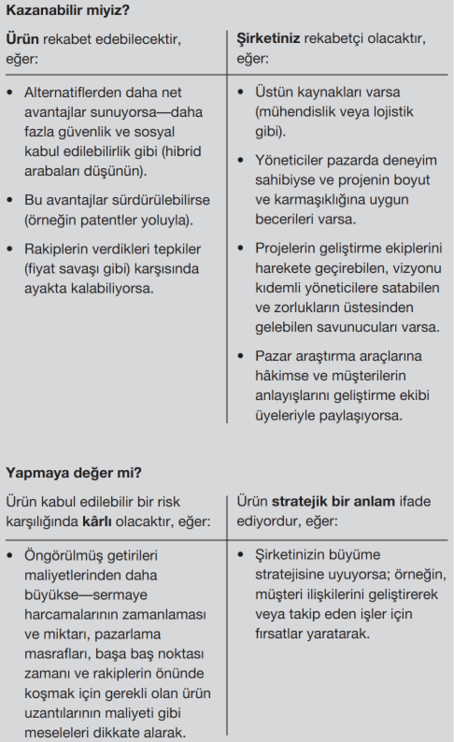 Kazanabilir miyiz?
Ürün rekabet edebilecektir,
eğer:
• Alternatiflerden daha net
avantajlar sunuyorsa—daha
fazla güvenlik ve sosyal
kabul edilebilirlik gibi (hibrid
arabaları düşünün).
• Bu avantajlar sürdürülebilirse
(örneğin patentler yoluyla).
• Rakiplerin verdikleri tepkiler
(fiyat savaşı gibi) karşısında
ayakta kalabiliyorsa.
Şirketiniz rekabetçi olacaktır,
eğer:
• Üstün kaynakları varsa
(mühendislik veya lojistik
gibi).
• Yöneticiler pazarda deneyim
sahibiyse ve projenin boyut
ve karmaşıklığına uygun
becerileri varsa.
• Projelerin geliştirme ekiplerini
harekete geçirebilen, vizyonu
kıdemli yöneticilere satabilen
ve zorlukların üstesinden
gelebilen savunucuları varsa.
• Pazar araştırma araçlarına
hâkimse ve müşterilerin
anlayışlarını geliştirme ekibi
üyeleriyle paylaşıyorsa.
Yapmaya değer mi?
Ürün kabul edilebilir bir risk
karşılığında kârlı olacaktır, eğer:
• Öngörülmüş getirileri
maliyetlerinden daha
büyükse—sermaye
harcamalarının zamanlaması
ve miktarı, pazarlama
masrafları, başa baş noktası
zamanı ve rakiplerin önünde
koşmak için gerekli olan ürün
uzantılarının maliyeti gibi
meseleleri dikkate alarak.
Ürün stratejik bir anlam ifade
ediyordur, eğer:
• Şirketinizin büyüme
stratejisine uyuyorsa; örneğin,
müşteri ilişkilerini geliştirerek
veya takip eden işler için
fırsatlar yaratarak.